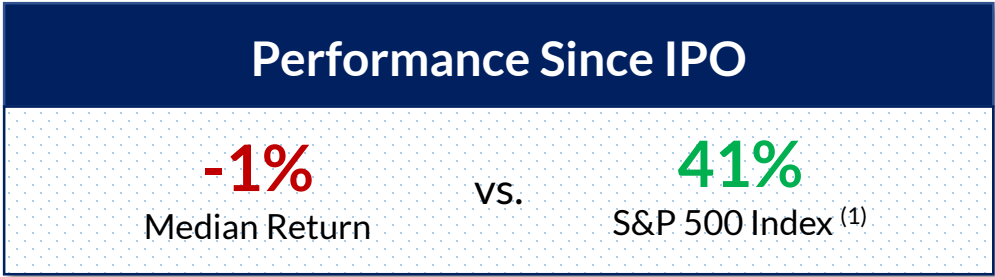 Performance Since IPO
-1%
Median Return
vs.
41%
S&P 500 Index (1)